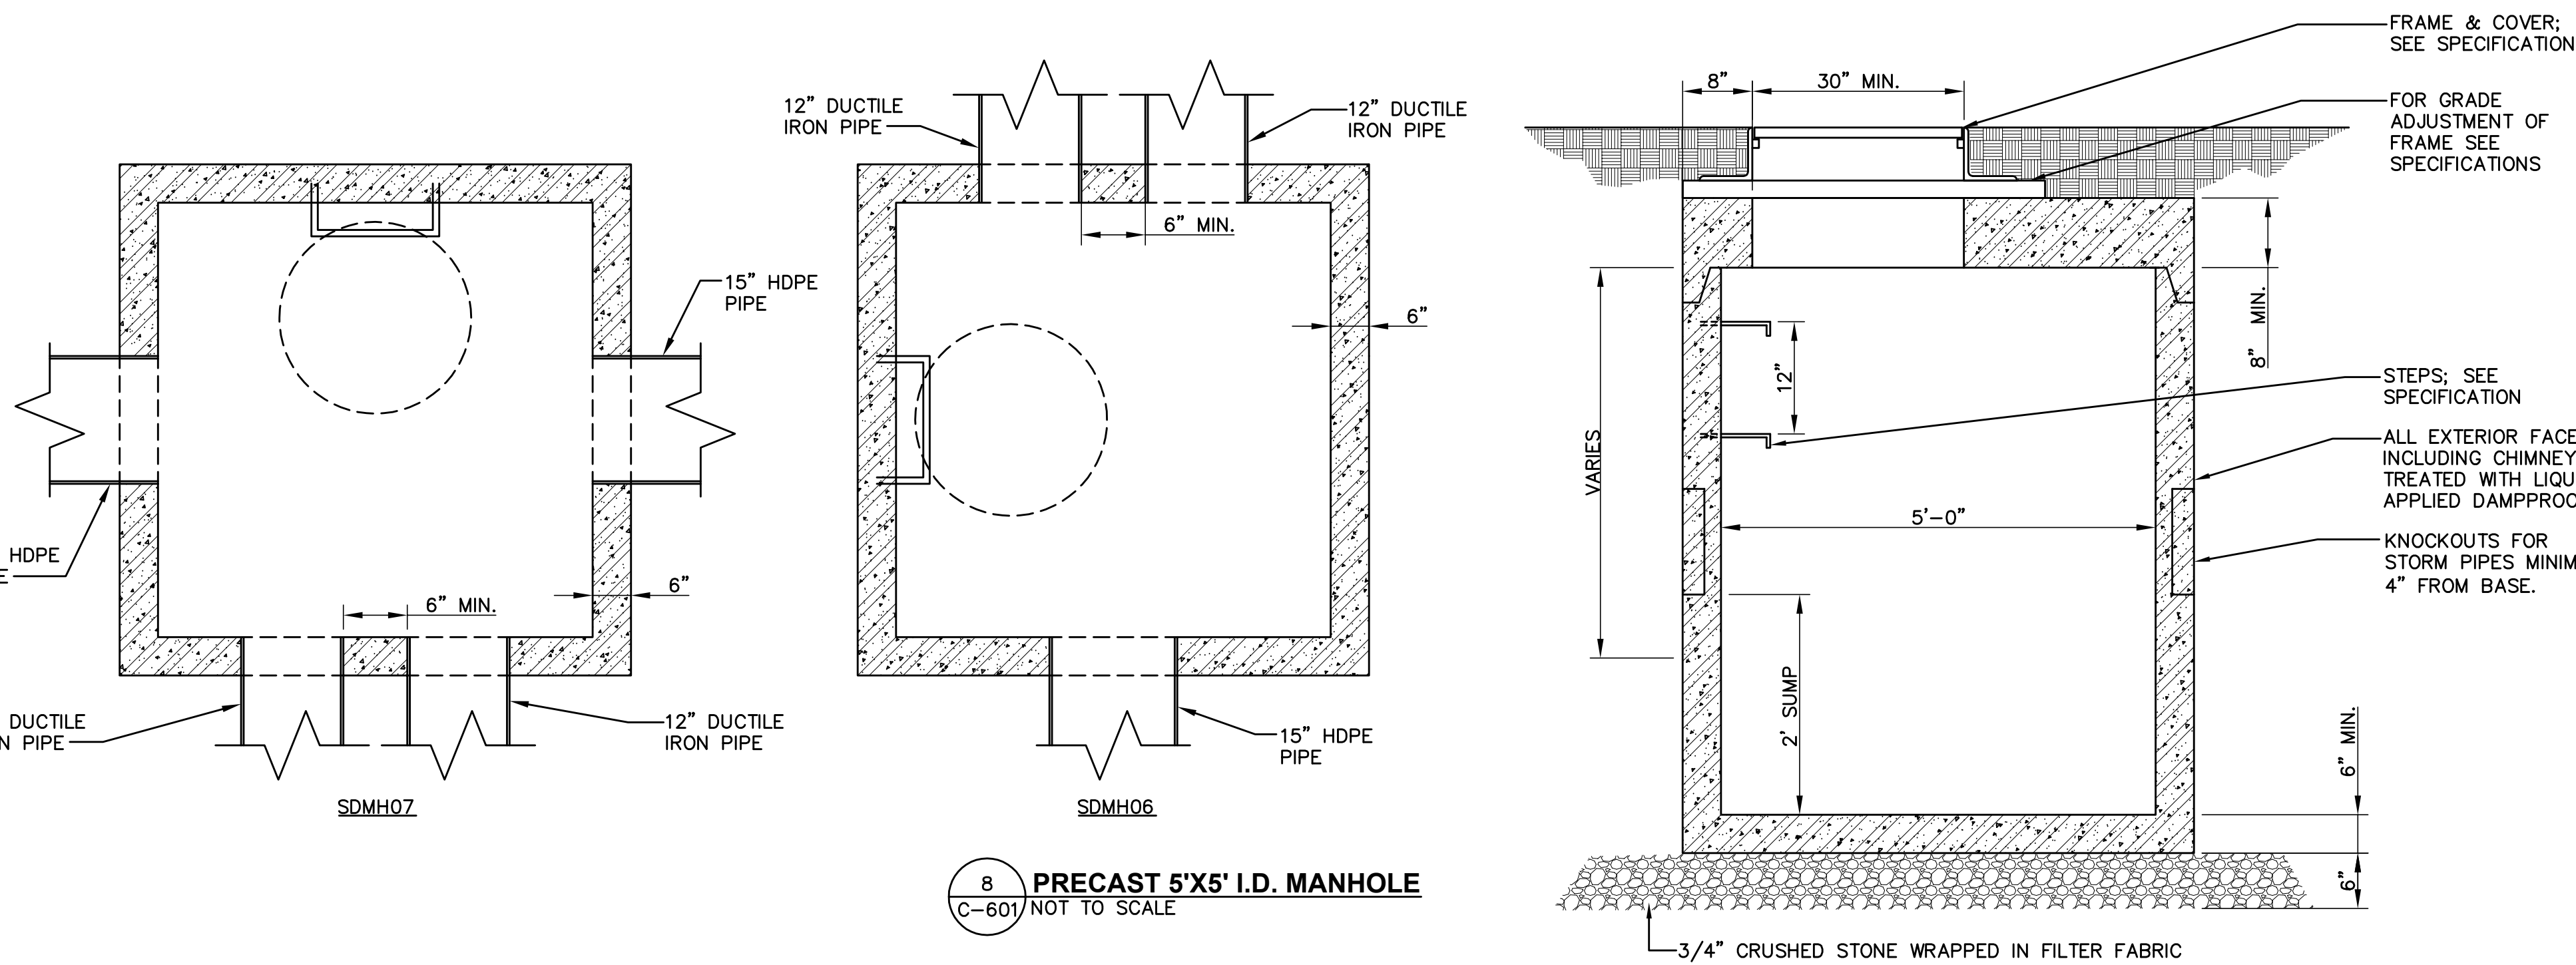 HDPE
DUCTILE
PIPE
15” HDPE
PIPE
6”
6” MIN.
12” DUCTILE
IRON PIPE
SDMH07
12” DUCTILE
IRON PIPE
12” DUCTILE
IRON PIPE
6” MIN.
6”
15” HDPE
PIPE
SDMH06
8
C–601
PRECAST 5'X5' I.D. MANHOLE
NOT TO SCALE
8”
30” MIN.
VARIES
12”
5’–0”
2’ SUMP
8” MIN.
6” MIN.
6”
FRAME & COVER;
SEE SPECIFICATION
FOR GRADE
ADJUSTMENT OF
FRAME SEE
SPECIFICATIONS
STEPS; SEE
SPECIFICATION
ALL EXTERIOR FACE
INCLUDING CHIMNEY
TREATED WITH LIQU
APPLIED DAMPPROO
KNOCKOUTS FOR
STORM PIPES MINIM
4” FROM BASE.
3/4” CRUSHED STONE WRAPPED IN FILTER FABRIC